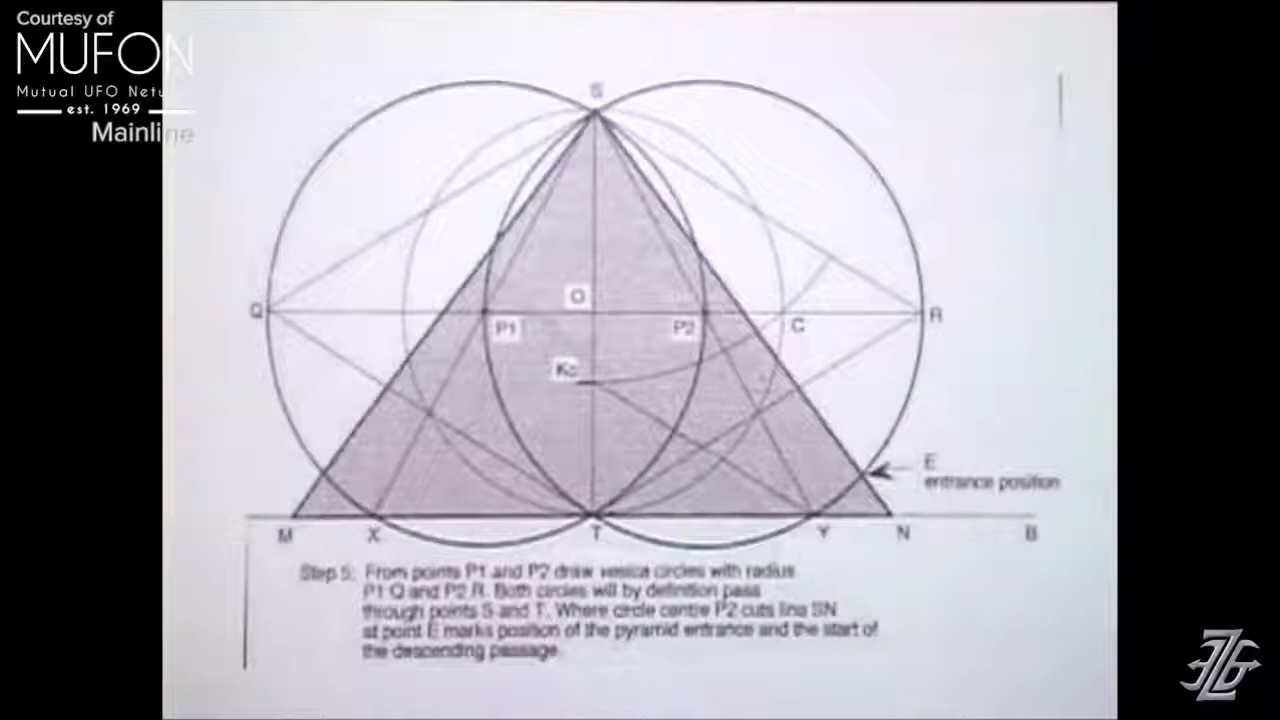 Courtesy of
MUFON
Mutual UFO Netw
est. 1969
Mainline
S
Q
O
P1
P2
C
R
Kc
E
entrance position
M
X
T
Y
N
B
Step 5: From points P1 and P2 draw vesica circles with radius
P1 Q and P2 R. Both circles will by definition pass
through points S and T. Where circle centre P2 cuts line SN
at point E marks position of the pyramid entrance and the start of
the descending passage.